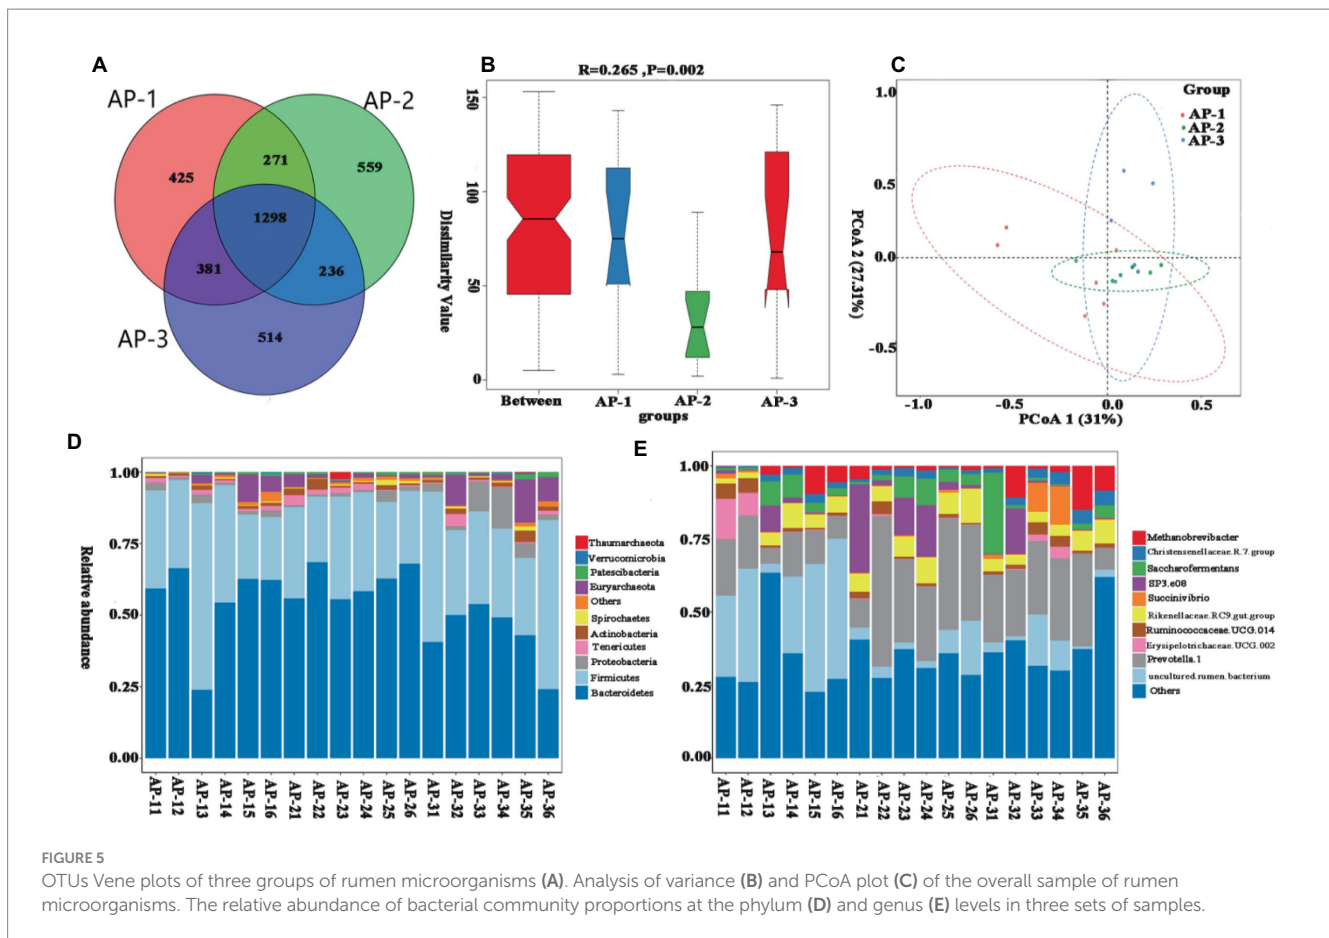 A
AP-1
AP-2
425
271
559
1298
381
236
514
AP-3
B
R=0.265 ,P=0.002
Dissimilarity Value
150
100
50
0
Between
AP-1
AP-2
AP-3
groups
C
Group
AP-1
AP-2
AP-3
PCoA 2 (27.31%)
1.0
0.5
0.0
-0.5
-1.0
-0.5
0.0
0.5
PCoA 1 (31%)
D
Relative abundance
1.00
0.75
0.50
0.25
0.00
AP-11
AP-12
AP-13
AP-14
AP-15
AP-16
AP-21
AP-22
AP-23
AP-24
AP-25
AP-26
AP-31
AP-32
AP-33
AP-34
AP-35
AP-36
Thaumarchaeota
Verrucomicrobia
Patescibacteria
Euryarchaeota
Others
Spirochaetes
Actinobacteria
Tenericutes
Proteobacteria
Firmicutes
Bacteroidetes
E
1.00
0.75
0.50
0.25
0.00
AP-11
AP-12
AP-13
AP-14
AP-15
AP-16
AP-21
AP-22
AP-23
AP-24
AP-25
AP-26
AP-31
AP-32
AP-33
AP-34
AP-35
AP-36
Methanobrevibacter
Christensenellaceae.R.7.group
Saccharofermentans
SP3.e08
Succinivibrio
Rikenellaceae.RC9.gut.group
Ruminococcaceae.UCG.014
Erysipelotrichaceae.UCG.002
Prevotella.1
uncultured.rumen.bacterium
Others
FIGURE 5
OTUs Vene plots of three groups of rumen microorganisms (A). Analysis of variance (B) and PCoA plot (C) of the overall sample of rumen
microorganisms. The relative abundance of bacterial community proportions at the phylum (D) and genus (E) levels in three sets of samples.